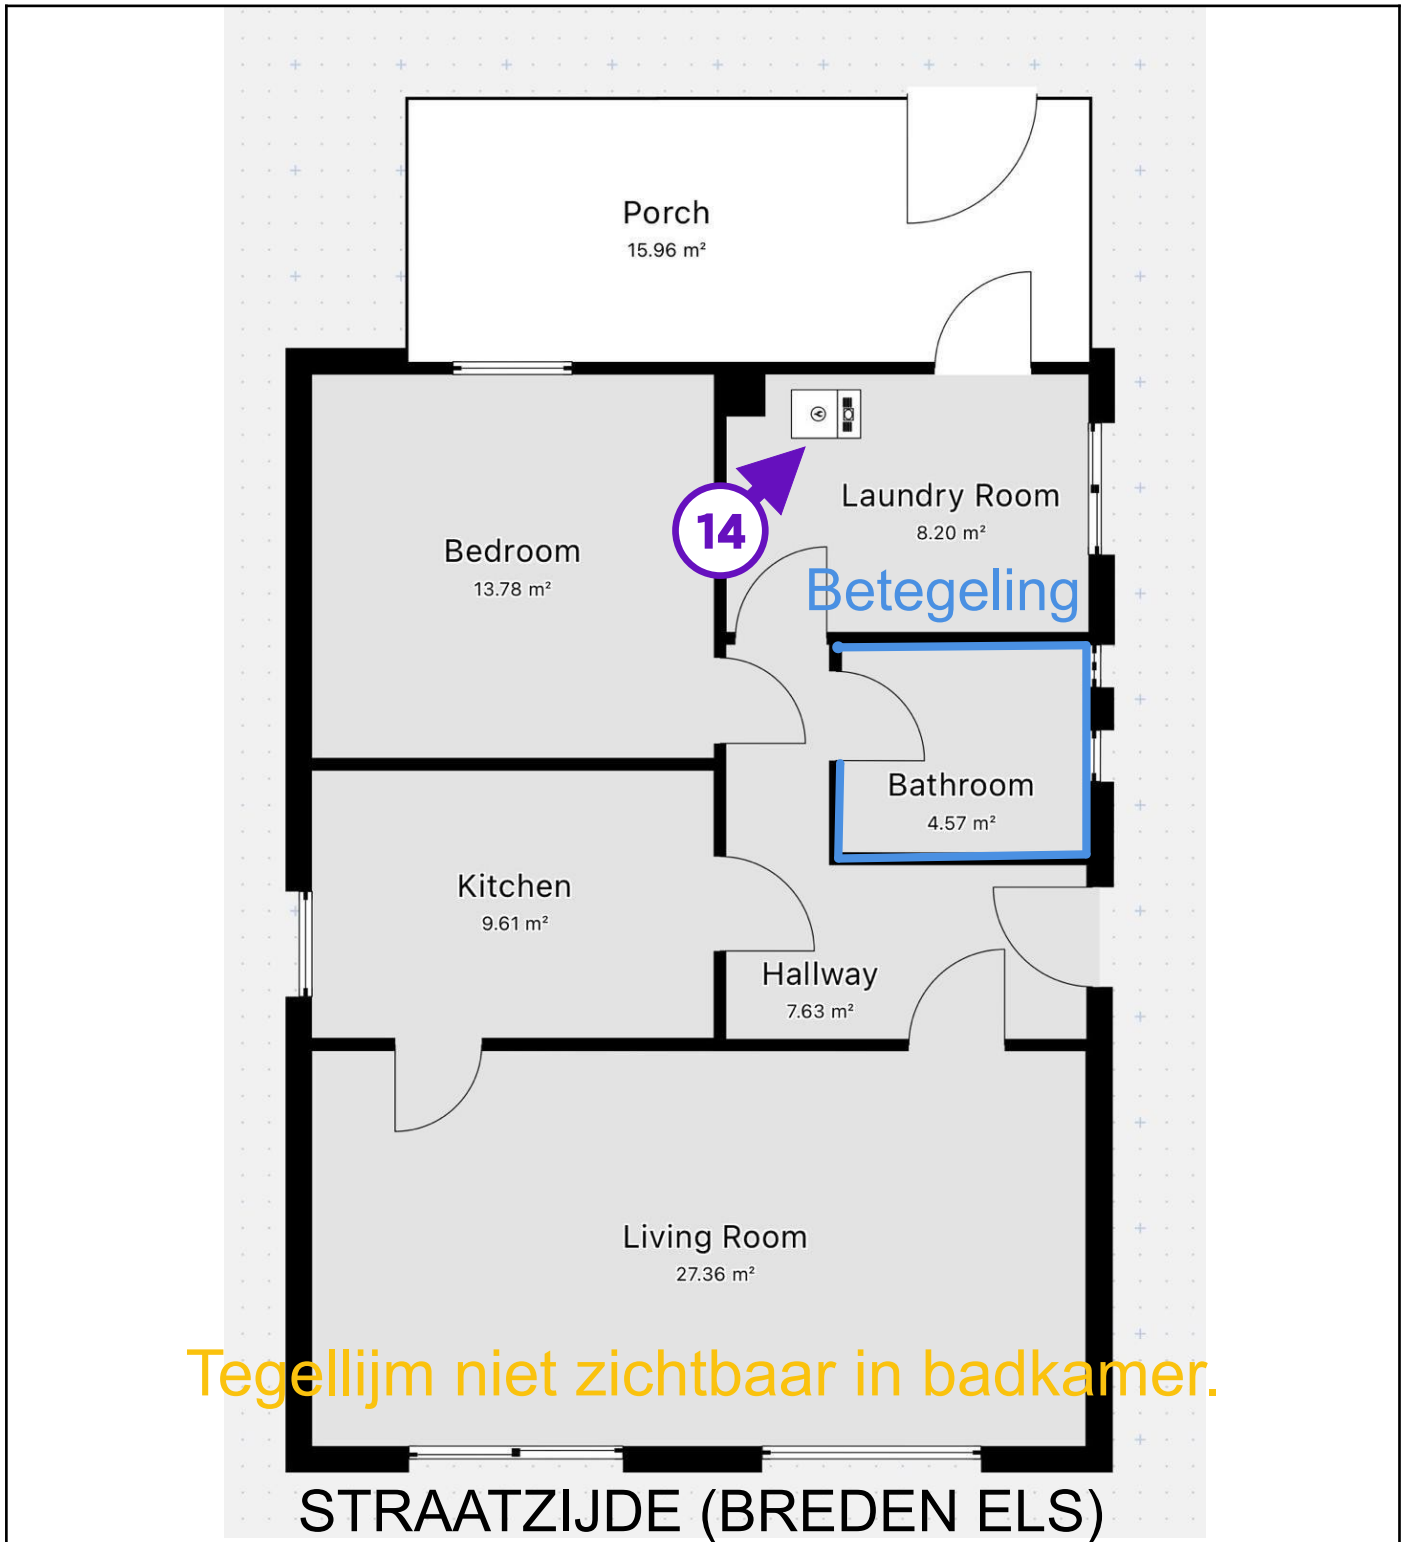 Porch
15.96 m²
14
Laundry Room
8.20 m²
Bedroom
13.78 m²
Betegeling
Bathroom
4.57 m²
Kitchen
9.61 m²
Hallway
7.63 m²
Living Room
27.36 m²
Tegellijm niet zichtbaar in badkamer.
STRAATZIJDE (BREDEN ELS)